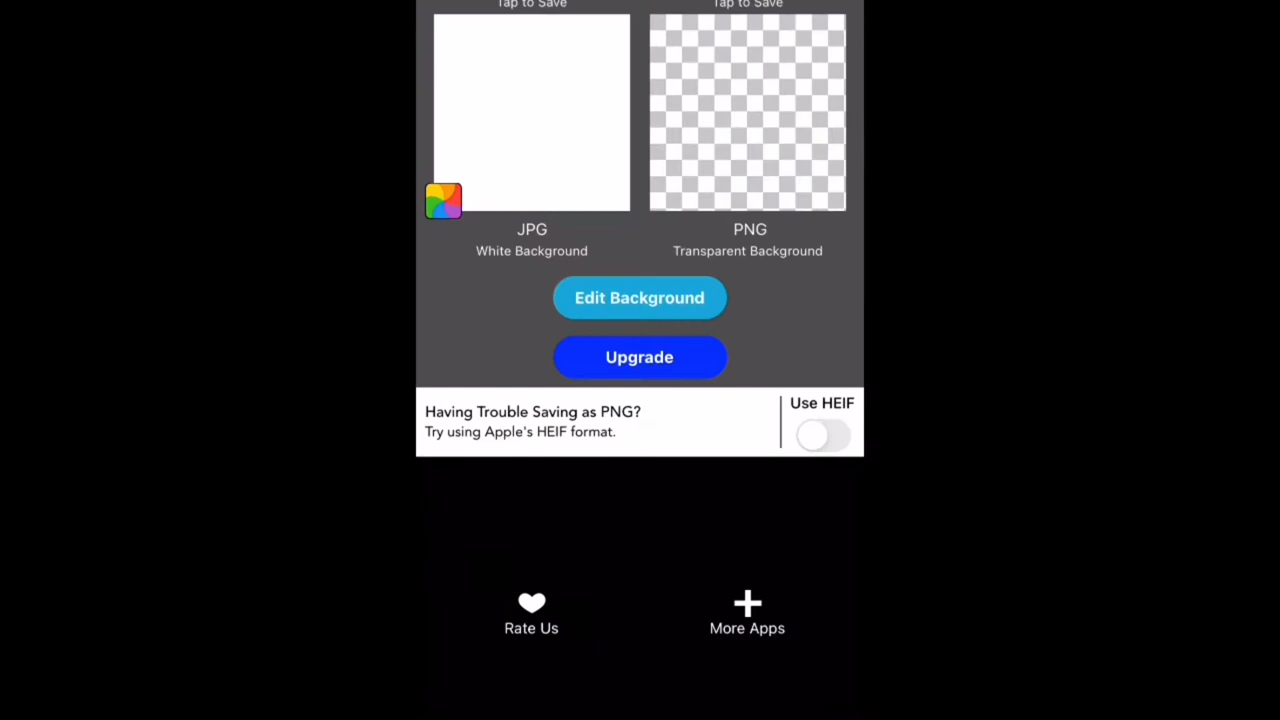 Tap to Save Tap to Save
JPG PNG
White Background Transparent Background
Edit Background
Upgrade
Having Trouble Saving as PNG? Use HEIF
Try using Apple's HEIF format.
Rate Us More Apps